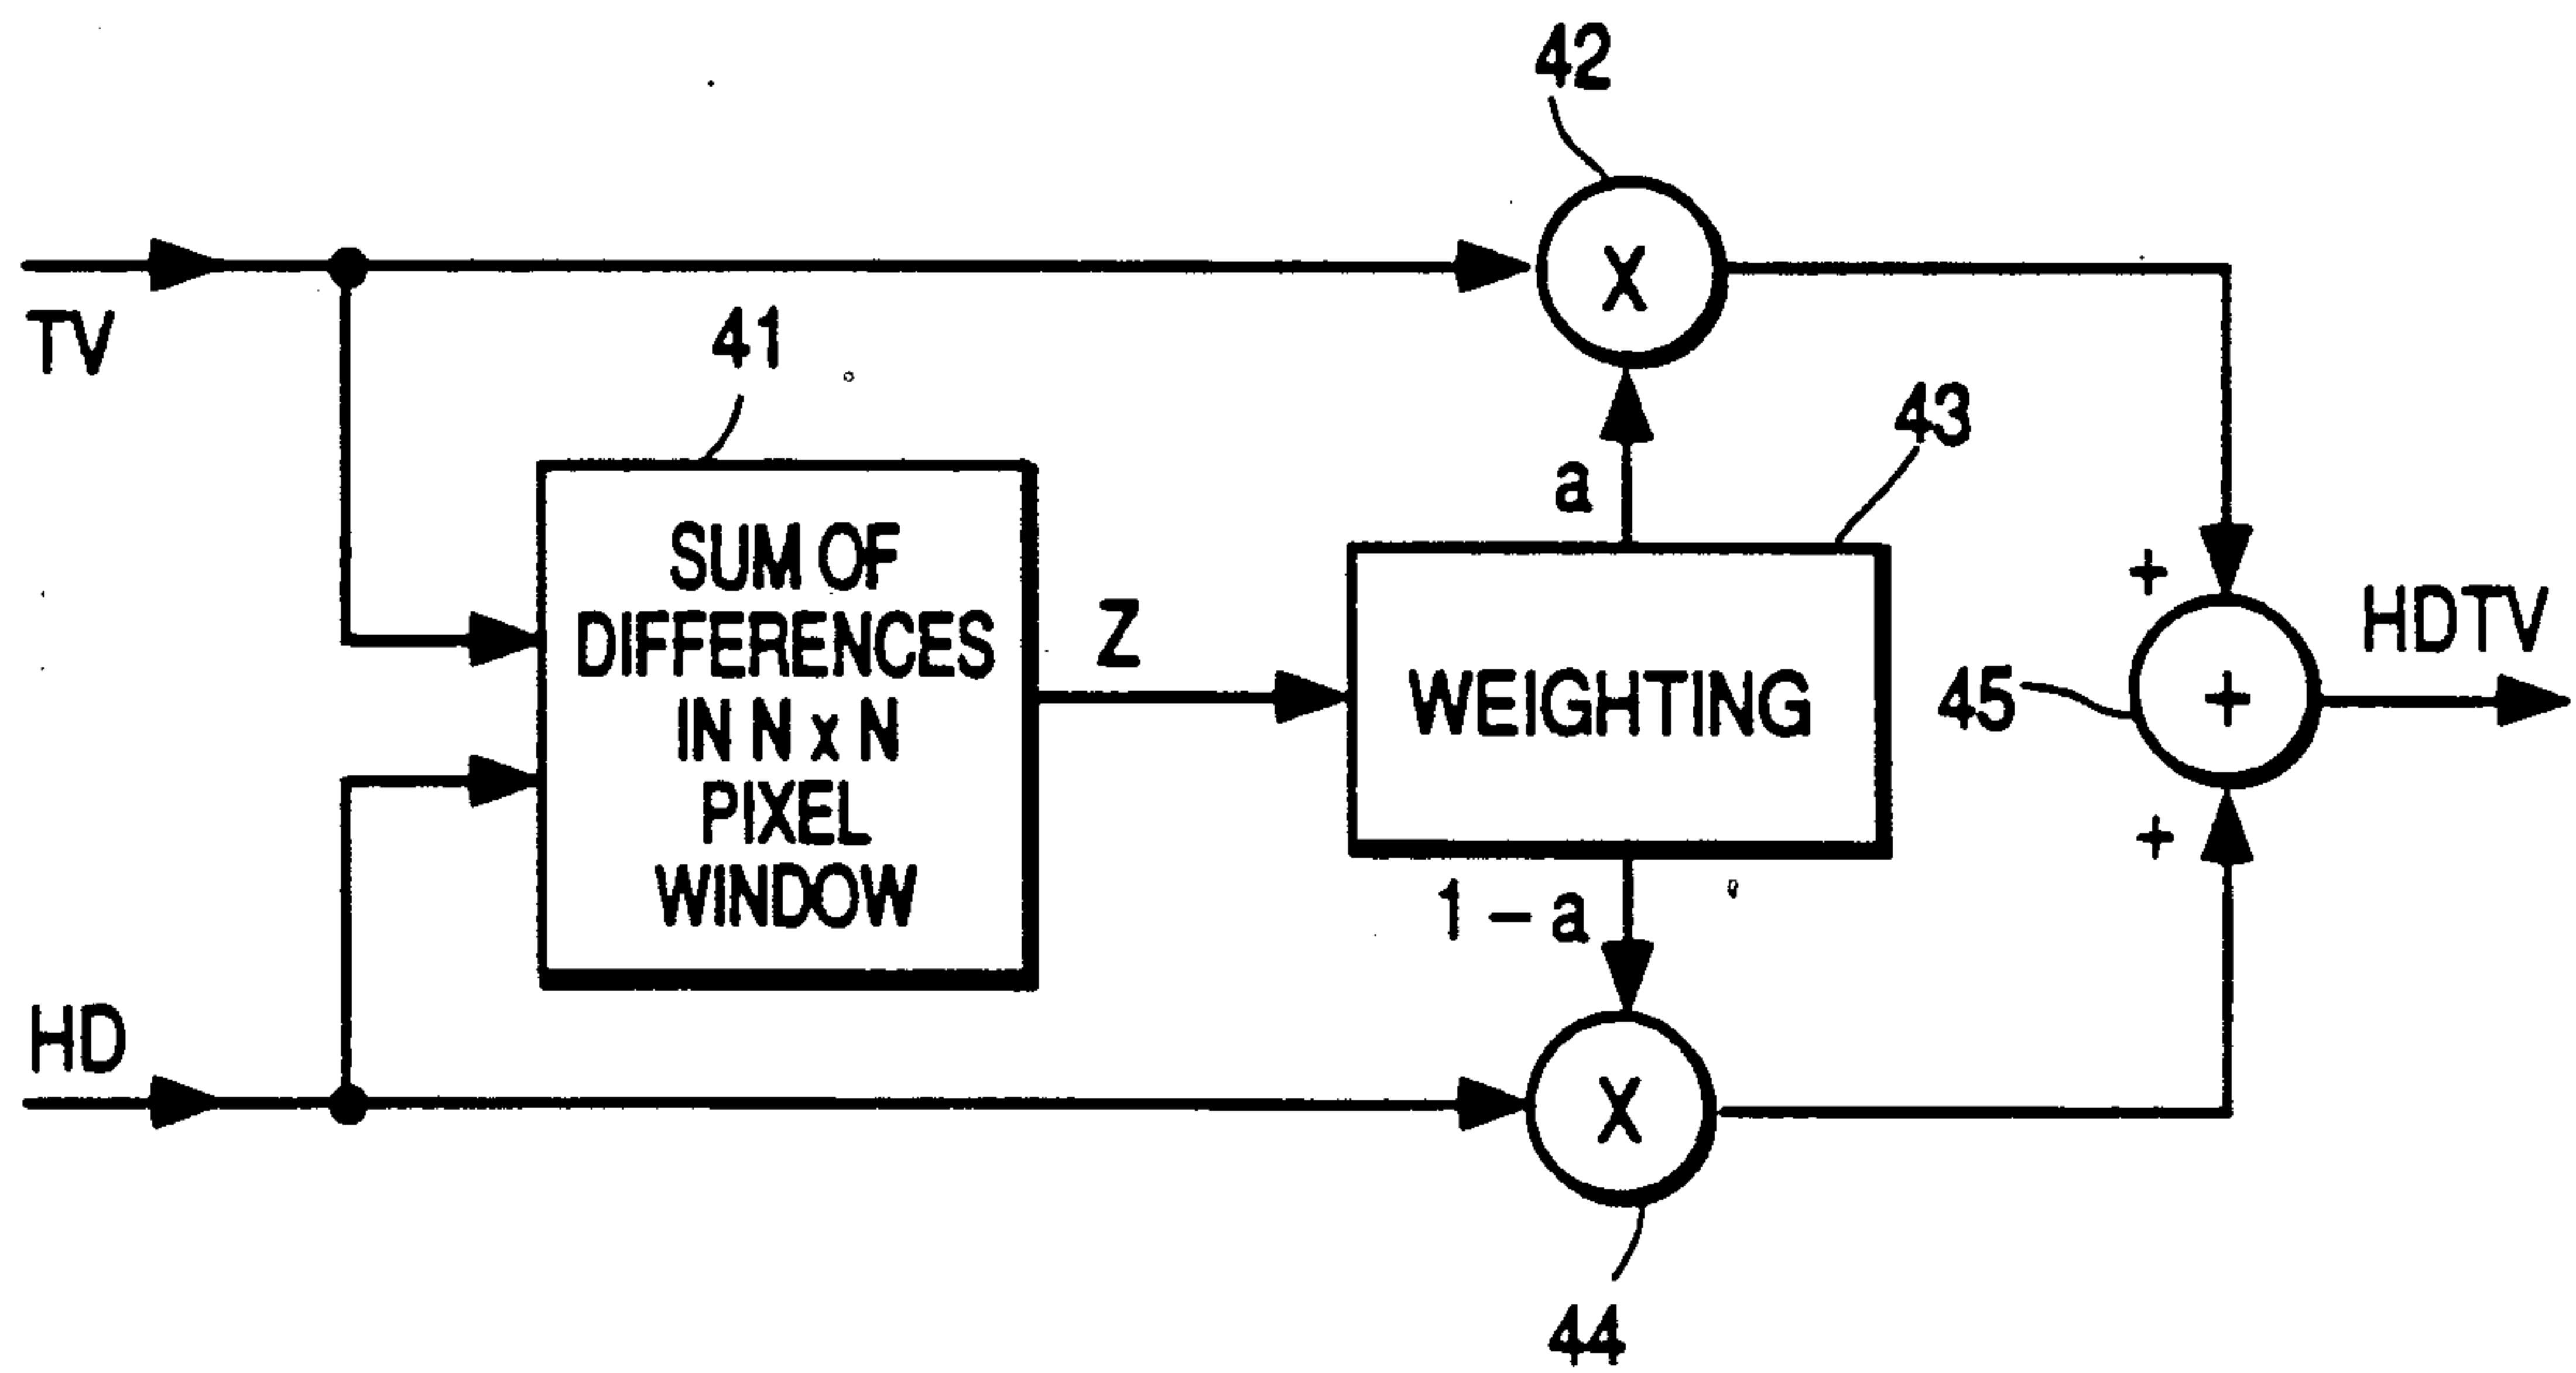 42
X
TV
41
43
a
SUM OF
DIFFERENCES
IN N x N
PIXEL
WINDOW
Z
WEIGHTING
+
HDTV
45
+
+
1 – a
HD
X
44